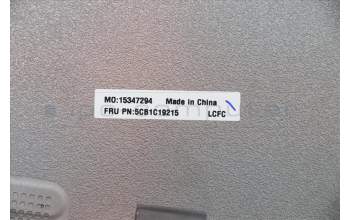 MO:15347294 Made in China
FRU PN:5CB1C19215 LCFC